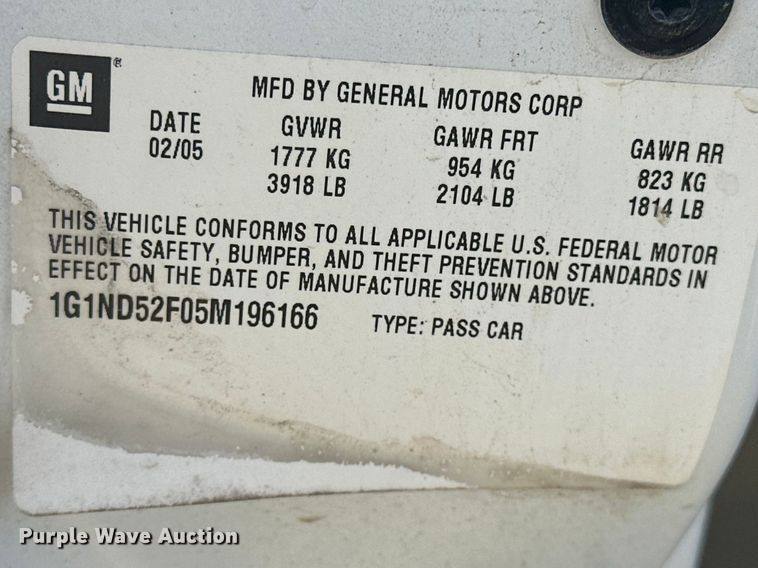 GM®
MFD BY GENERAL MOTORS CORP
DATE GVWR GAWR FRT GAWR RR
02/05 1777 KG 954 KG 823 KG
3918 LB 2104 LB 1814 LB
THIS VEHICLE CONFORMS TO ALL APPLICABLE U.S. FEDERAL MOTOR
VEHICLE SAFETY, BUMPER, AND THEFT PREVENTION STANDARDS IN
EFFECT ON THE DATE OF MANUFACTURE SHOWN ABOVE.
1G1ND52F05M196166 TYPE: PASS CAR
Purple Wave Auction